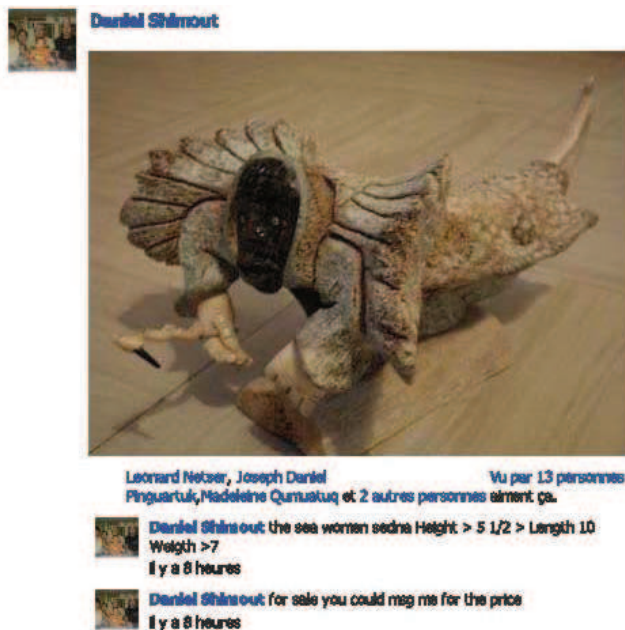 Daniel Shimout
Leonard Netser, Joseph Daniel
Pinguartuk,Madeleine Qumuatuq et 2 autres personnes aiment ça.
Vu par 13 personnes
Daniel Shimout the sea woman sedna Height > 5 1/2 > Length 10
Weigth >7
Il y a 8 heures
Daniel Shimout for sale you could msg me for the price
Il y a 8 heures